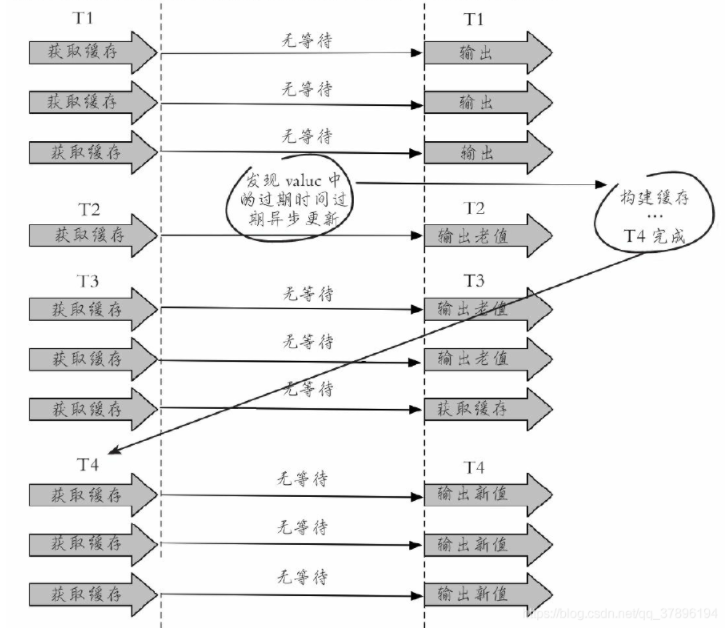 T1
T1
获取缓存
无等待
输出
获取缓存
无等待
输出
获取缓存
无等待
输出
发现 value 中
的过期时间过
期异步更新
构建缓存
...
T4 完成
T2
T2
获取缓存
输出老值
T3
T3
获取缓存
无等待
输出老值
获取缓存
无等待
输出老值
获取缓存
无等待
获取缓存
T4
T4
获取缓存
无等待
输出新值
获取缓存
无等待
输出新值
获取缓存
无等待
输出新值
https://blog.csdn.net/qq_37896194